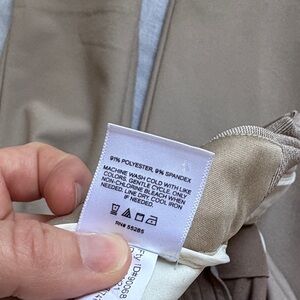 91% POLYESTER, 9% SPANDEX
MACHINE WASH COLD WITH LIKE
COLORS. GENTLE CYCLE. ONLY
NON-CHLORINE BLEACH WHEN
NEEDED. LINE DRY. COOL IRON
IF NEEDED.
RN# 55285